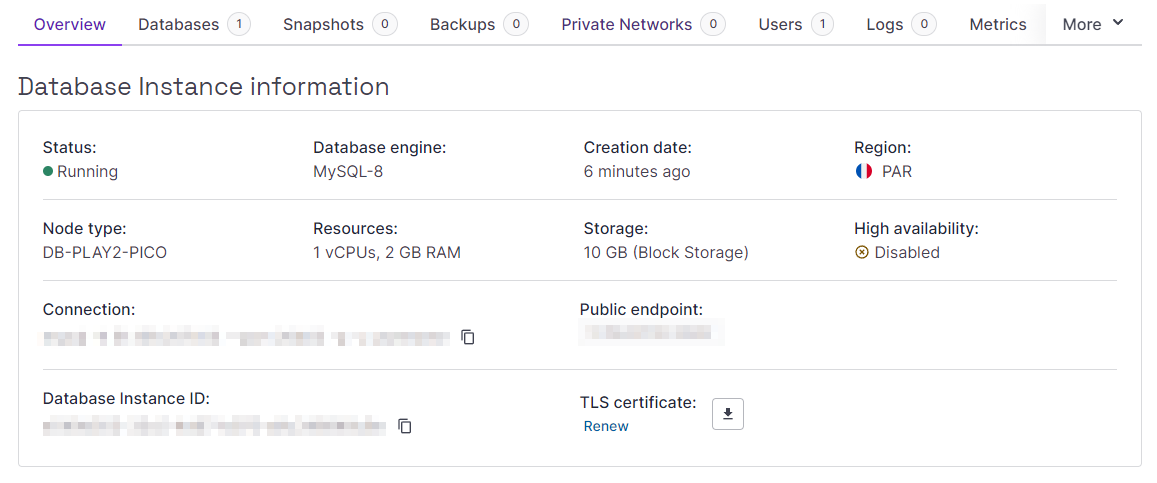 Overview Databases 1 Snapshots 0 Backups 0 Private Networks 0 Users 1 Logs 0 Metrics More
Database Instance information
Status: Database engine: Creation date: Region:
Running MySQL-8 6 minutes ago PAR
Node type: Resources: Storage: High availability:
DB-PLAY2-PICO 1 vCPUs, 2 GB RAM 10 GB (Block Storage) Disabled
Connection: Public endpoint:
Database Instance ID: TLS certificate:
Renew